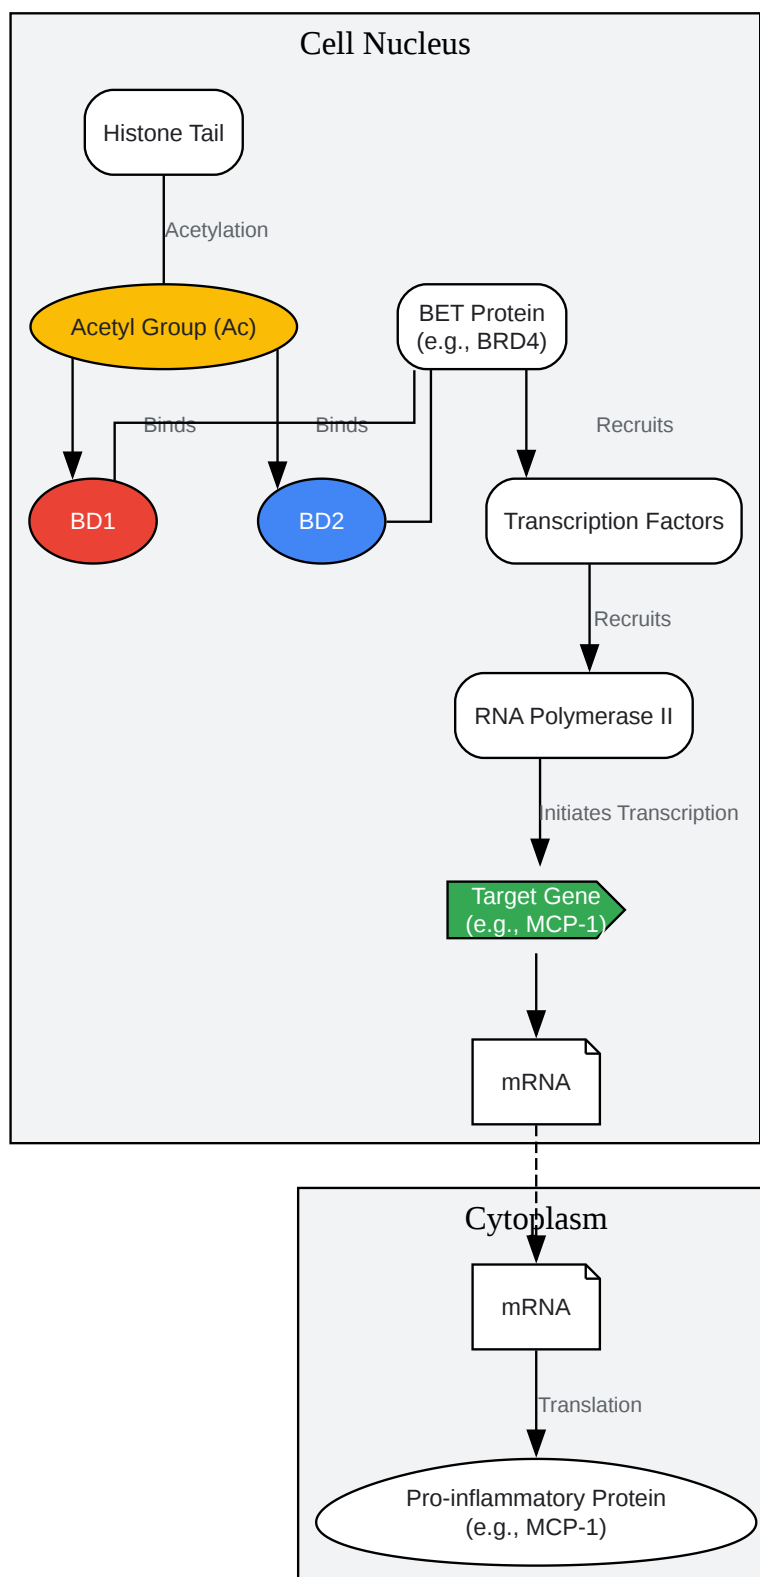 Cell Nucleus
Histone Tail
Acetylation
Acetyl Group (Ac)
BET Protein
(e.g., BRD4)
Binds
Binds
Recruits
BD1
BD2
Transcription Factors
Recruits
RNA Polymerase II
Initiates Transcription
Target Gene
(e.g., MCP-1)
mRNA
Cytoplasm
mRNA
Translation
Pro-inflammatory Protein
(e.g., MCP-1)